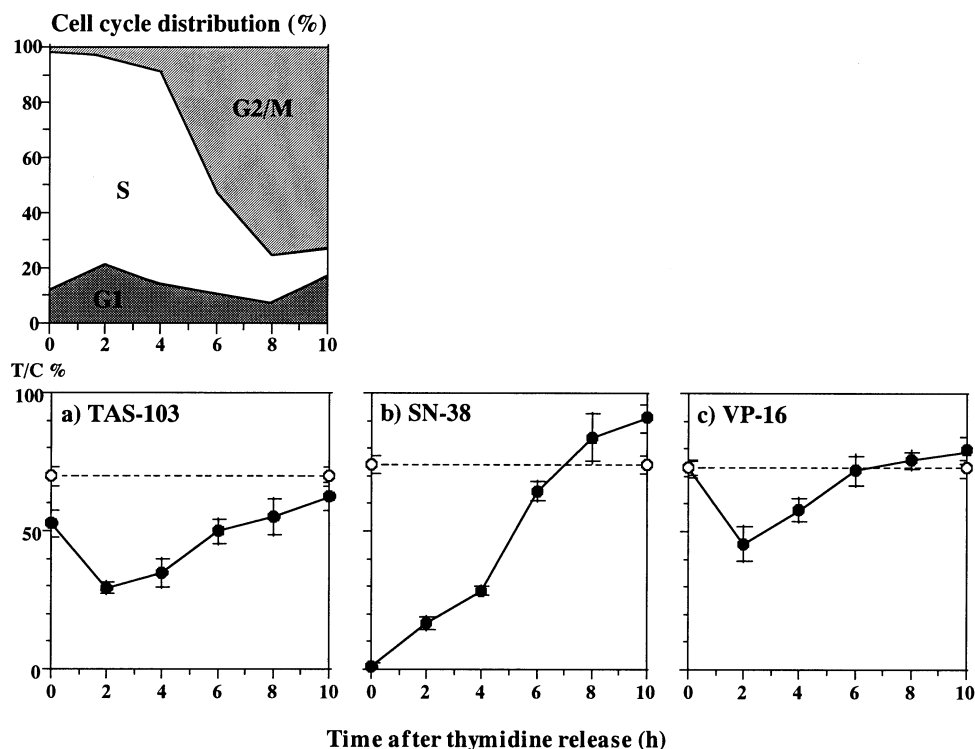 Cell cycle distribution (%)
100
80
60
40
20
0
G2/M
S
G1
0 2 4 6 8 10
T/C %
100
50
0
a) TAS-103
b) SN-38
c) VP-16
0 2 4 6 8 10
0 2 4 6 8 10
0 2 4 6 8 10
Time after thymidine release (h)